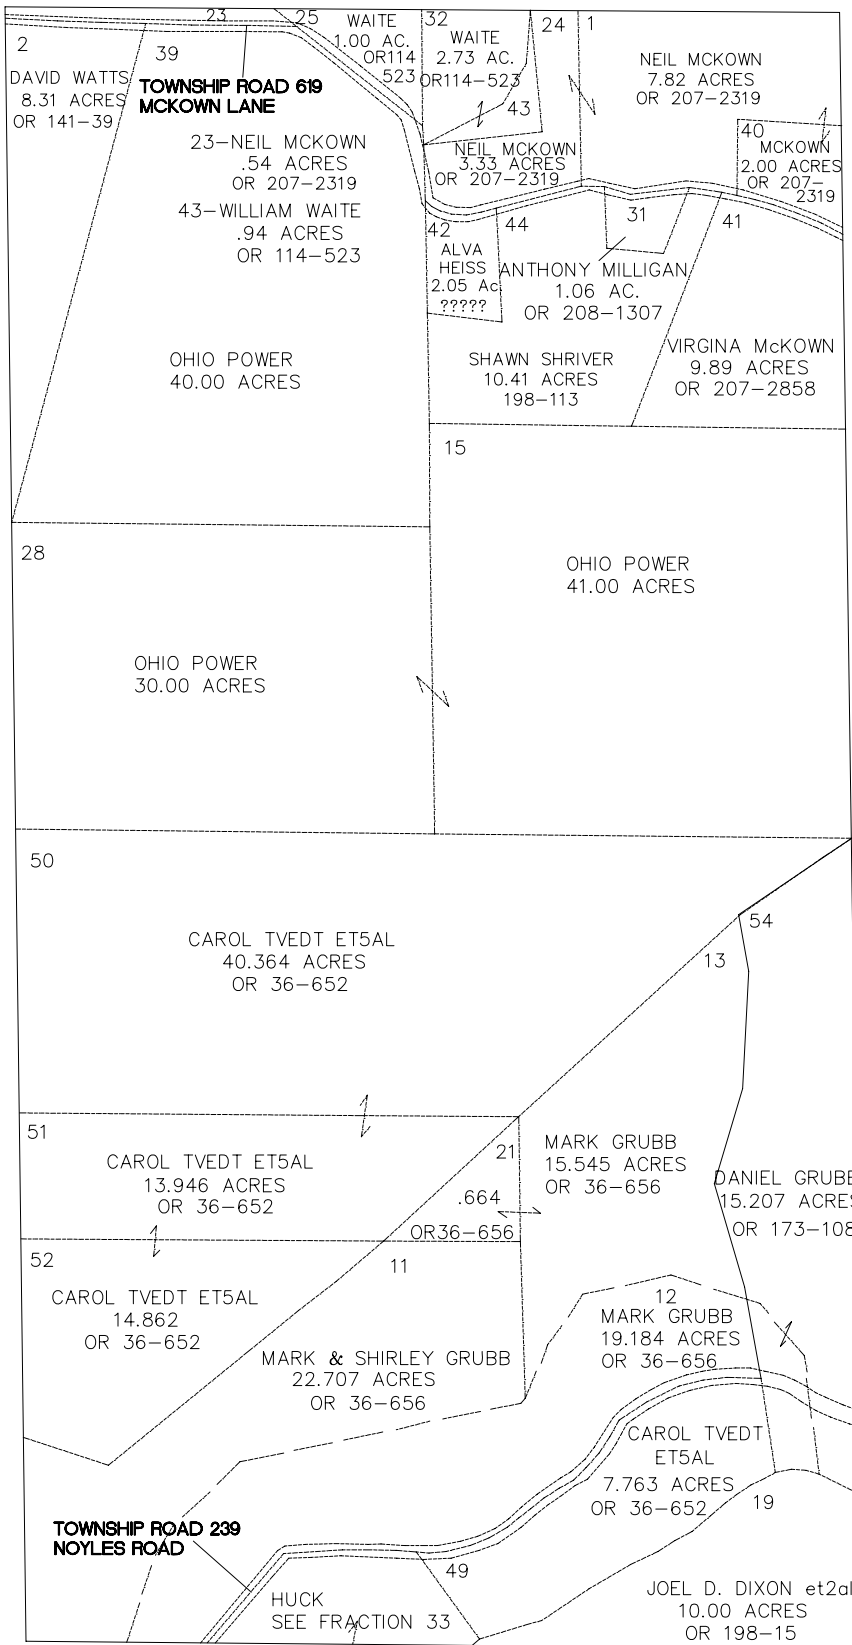 23
25
32
24
1
2
39
WAITE
1.00 AC.
OR114
523
WAITE
2.73 AC.
OR114-523
43
NEIL MCKOWN
7.82 ACRES
OR 207-2319
DAVID WATTS
8.31 ACRES
OR 141-39
TOWNSHIP ROAD 619
MCKOWN LANE
40
MCKOWN
2.00 ACRES
OR 207-
2319
23-NEIL MCKOWN
.54 ACRES
OR 207-2319
NEIL MCKOWN
3.33 ACRES
OR 207-2319
43-WILLIAM WAITE
.94 ACRES
OR 114-523
42
44
31
41
ALVA
HEISS
2.05 Ac
?????
ANTHONY MILLIGAN
1.06 AC.
OR 208-1307
OHIO POWER
40.00 ACRES
SHAWN SHRIVER
10.41 ACRES
198-113
VIRGINA McKOWN
9.89 ACRES
OR 207-2858
15
28
OHIO POWER
41.00 ACRES
OHIO POWER
30.00 ACRES
50
54
13
CAROL TVEDT ET5AL
40.364 ACRES
OR 36-652
51
21
CAROL TVEDT ET5AL
13.946 ACRES
OR 36-652
.664
OR36-656
MARK GRUBB
15.545 ACRES
OR 36-656
DANIEL GRUBB
15.207 ACRES
OR 173-108
52
11
12
CAROL TVEDT ET5AL
14.862
OR 36-652
MARK GRUBB
19.184 ACRES
OR 36-656
MARK & SHIRLEY GRUBB
22.707 ACRES
OR 36-656
CAROL TVEDT
ET5AL
7.763 ACRES
OR 36-652
19
TOWNSHIP ROAD 239
NOYLES ROAD
49
HUCK
SEE FRACTION 33
JOEL D. DIXON et2al
10.00 ACRES
OR 198-15